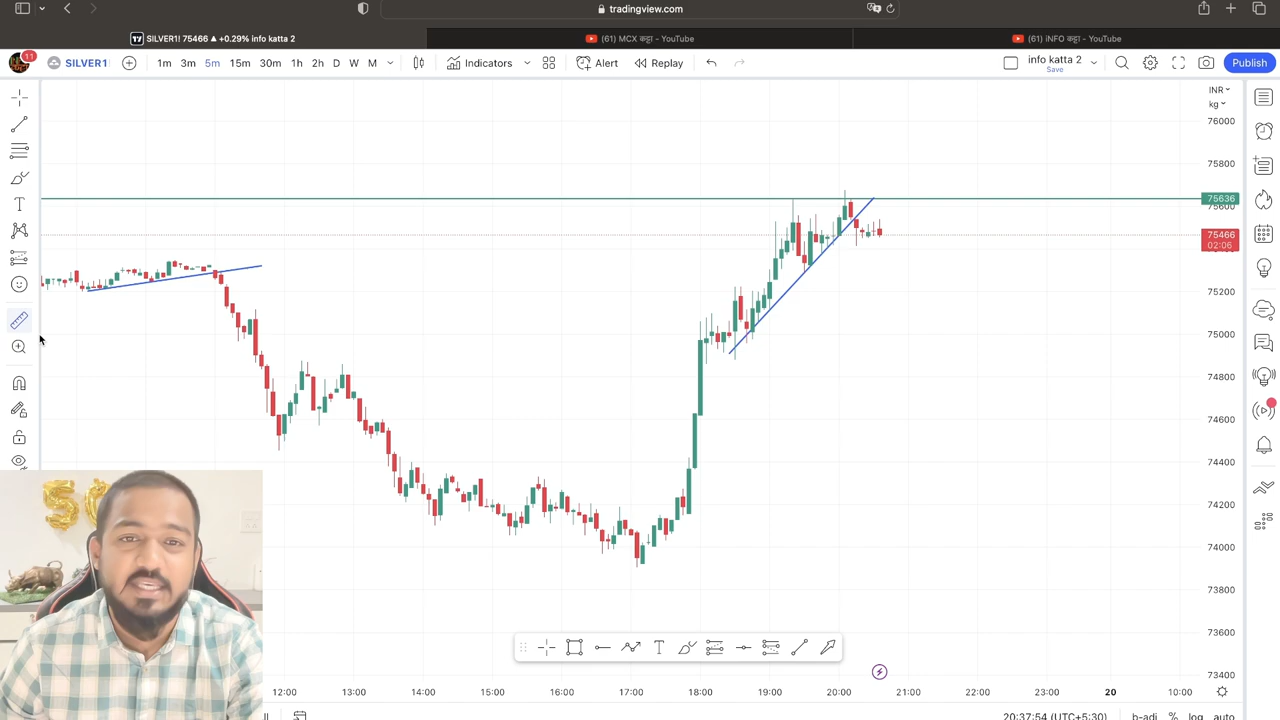 tradingview.com
SILVER1! 75466 ▲ +0.29% info katta 2
(61) MCX कट्टा - YouTube
(61) iNFO कट्टा - YouTube
11
SILVER1
1m 3m 5m 15m 30m 1h 2h D W M
Indicators
Alert
Replay
info katta 2
Save
Publish
INR
kg
76000
75800
75636
75600
75466
02:06
75200
75000
74800
74600
74400
74200
74000
73800
73600
73400
12:00 13:00 14:00 15:00 16:00 17:00 18:00 19:00 20:00 21:00 22:00 23:00 20 10:00
20:37:54 (UTC+5:30) b-adj % log auto